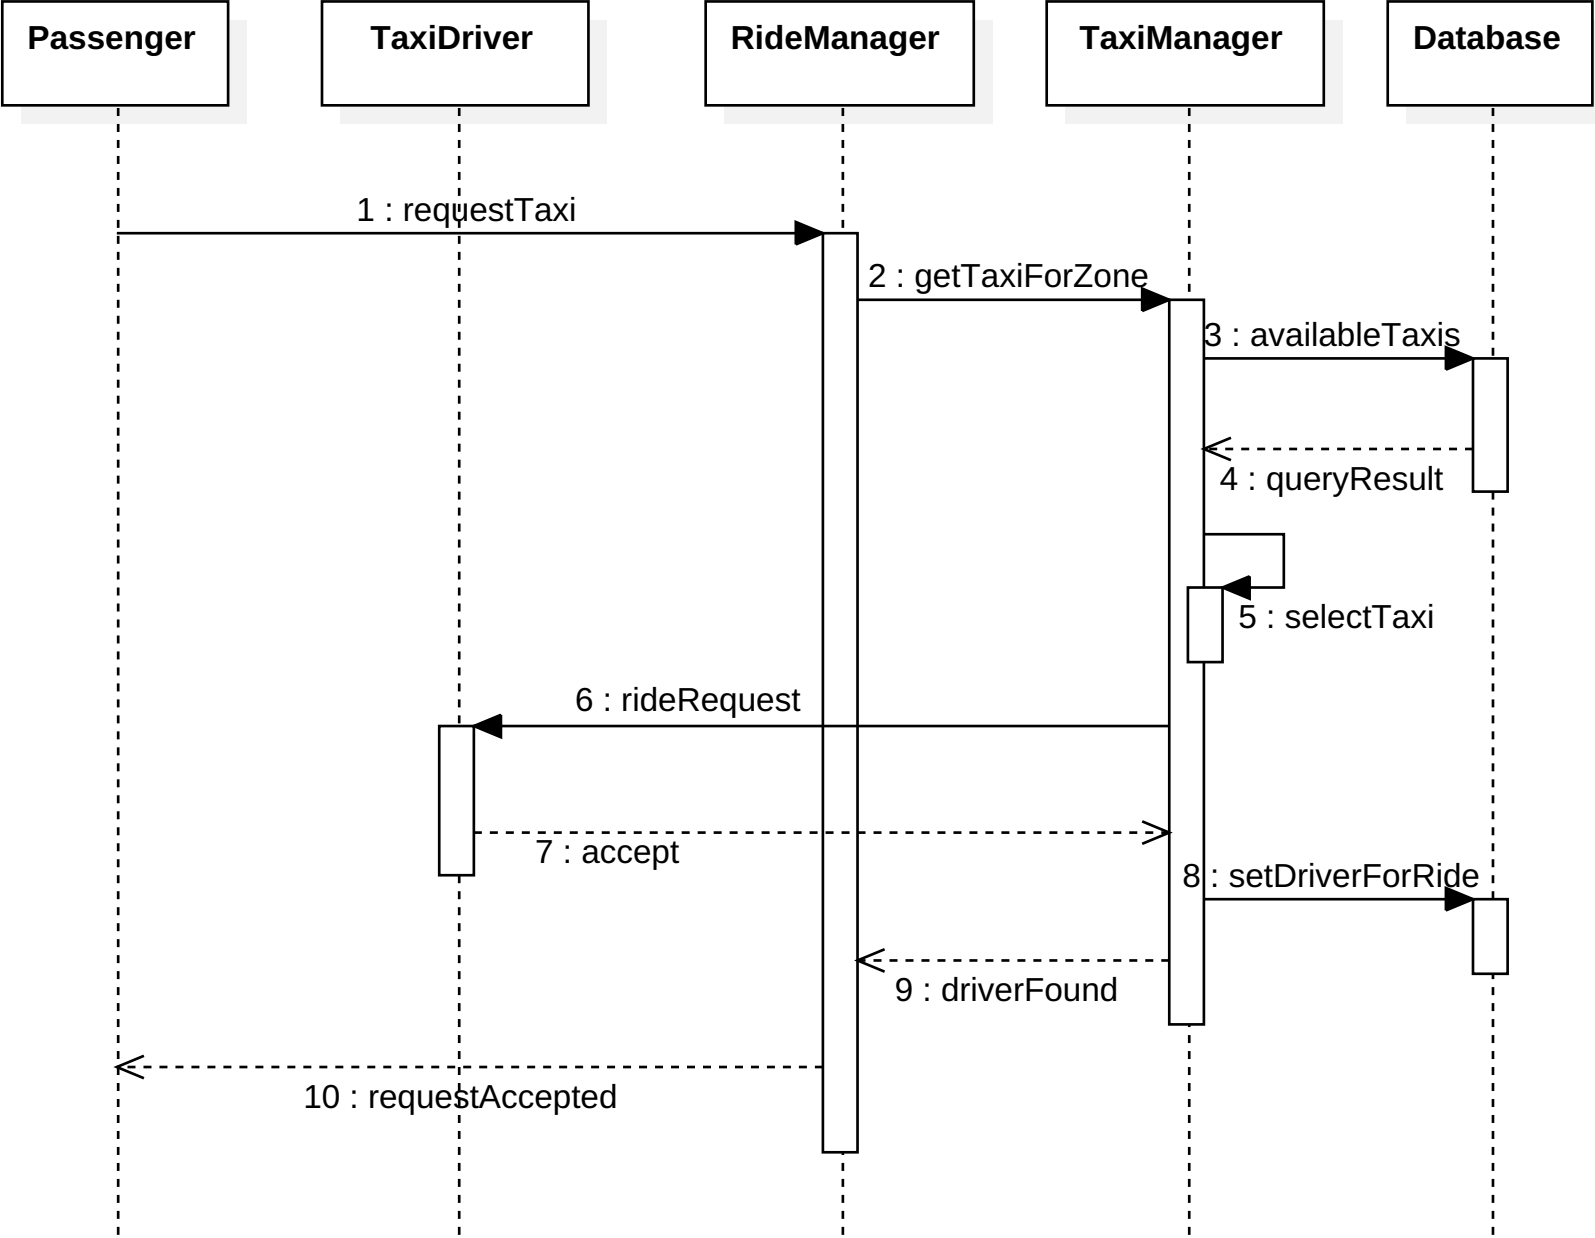 Passenger
TaxiDriver
RideManager
TaxiManager
Database
1 : requestTaxi
2 : getTaxiForZone
3 : availableTaxis
4 : queryResult
5 : selectTaxi
6 : rideRequest
7 : accept
8 : setDriverForRide
9 : driverFound
10 : requestAccepted